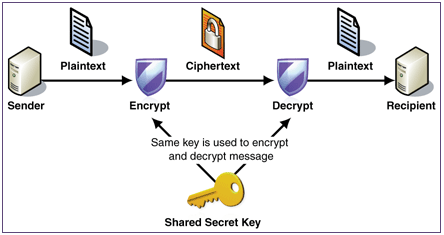 Plaintext
Ciphertext
Plaintext
Sender
Encrypt
Decrypt
Recipient
Same key is used to encrypt
and decrypt message
Shared Secret Key